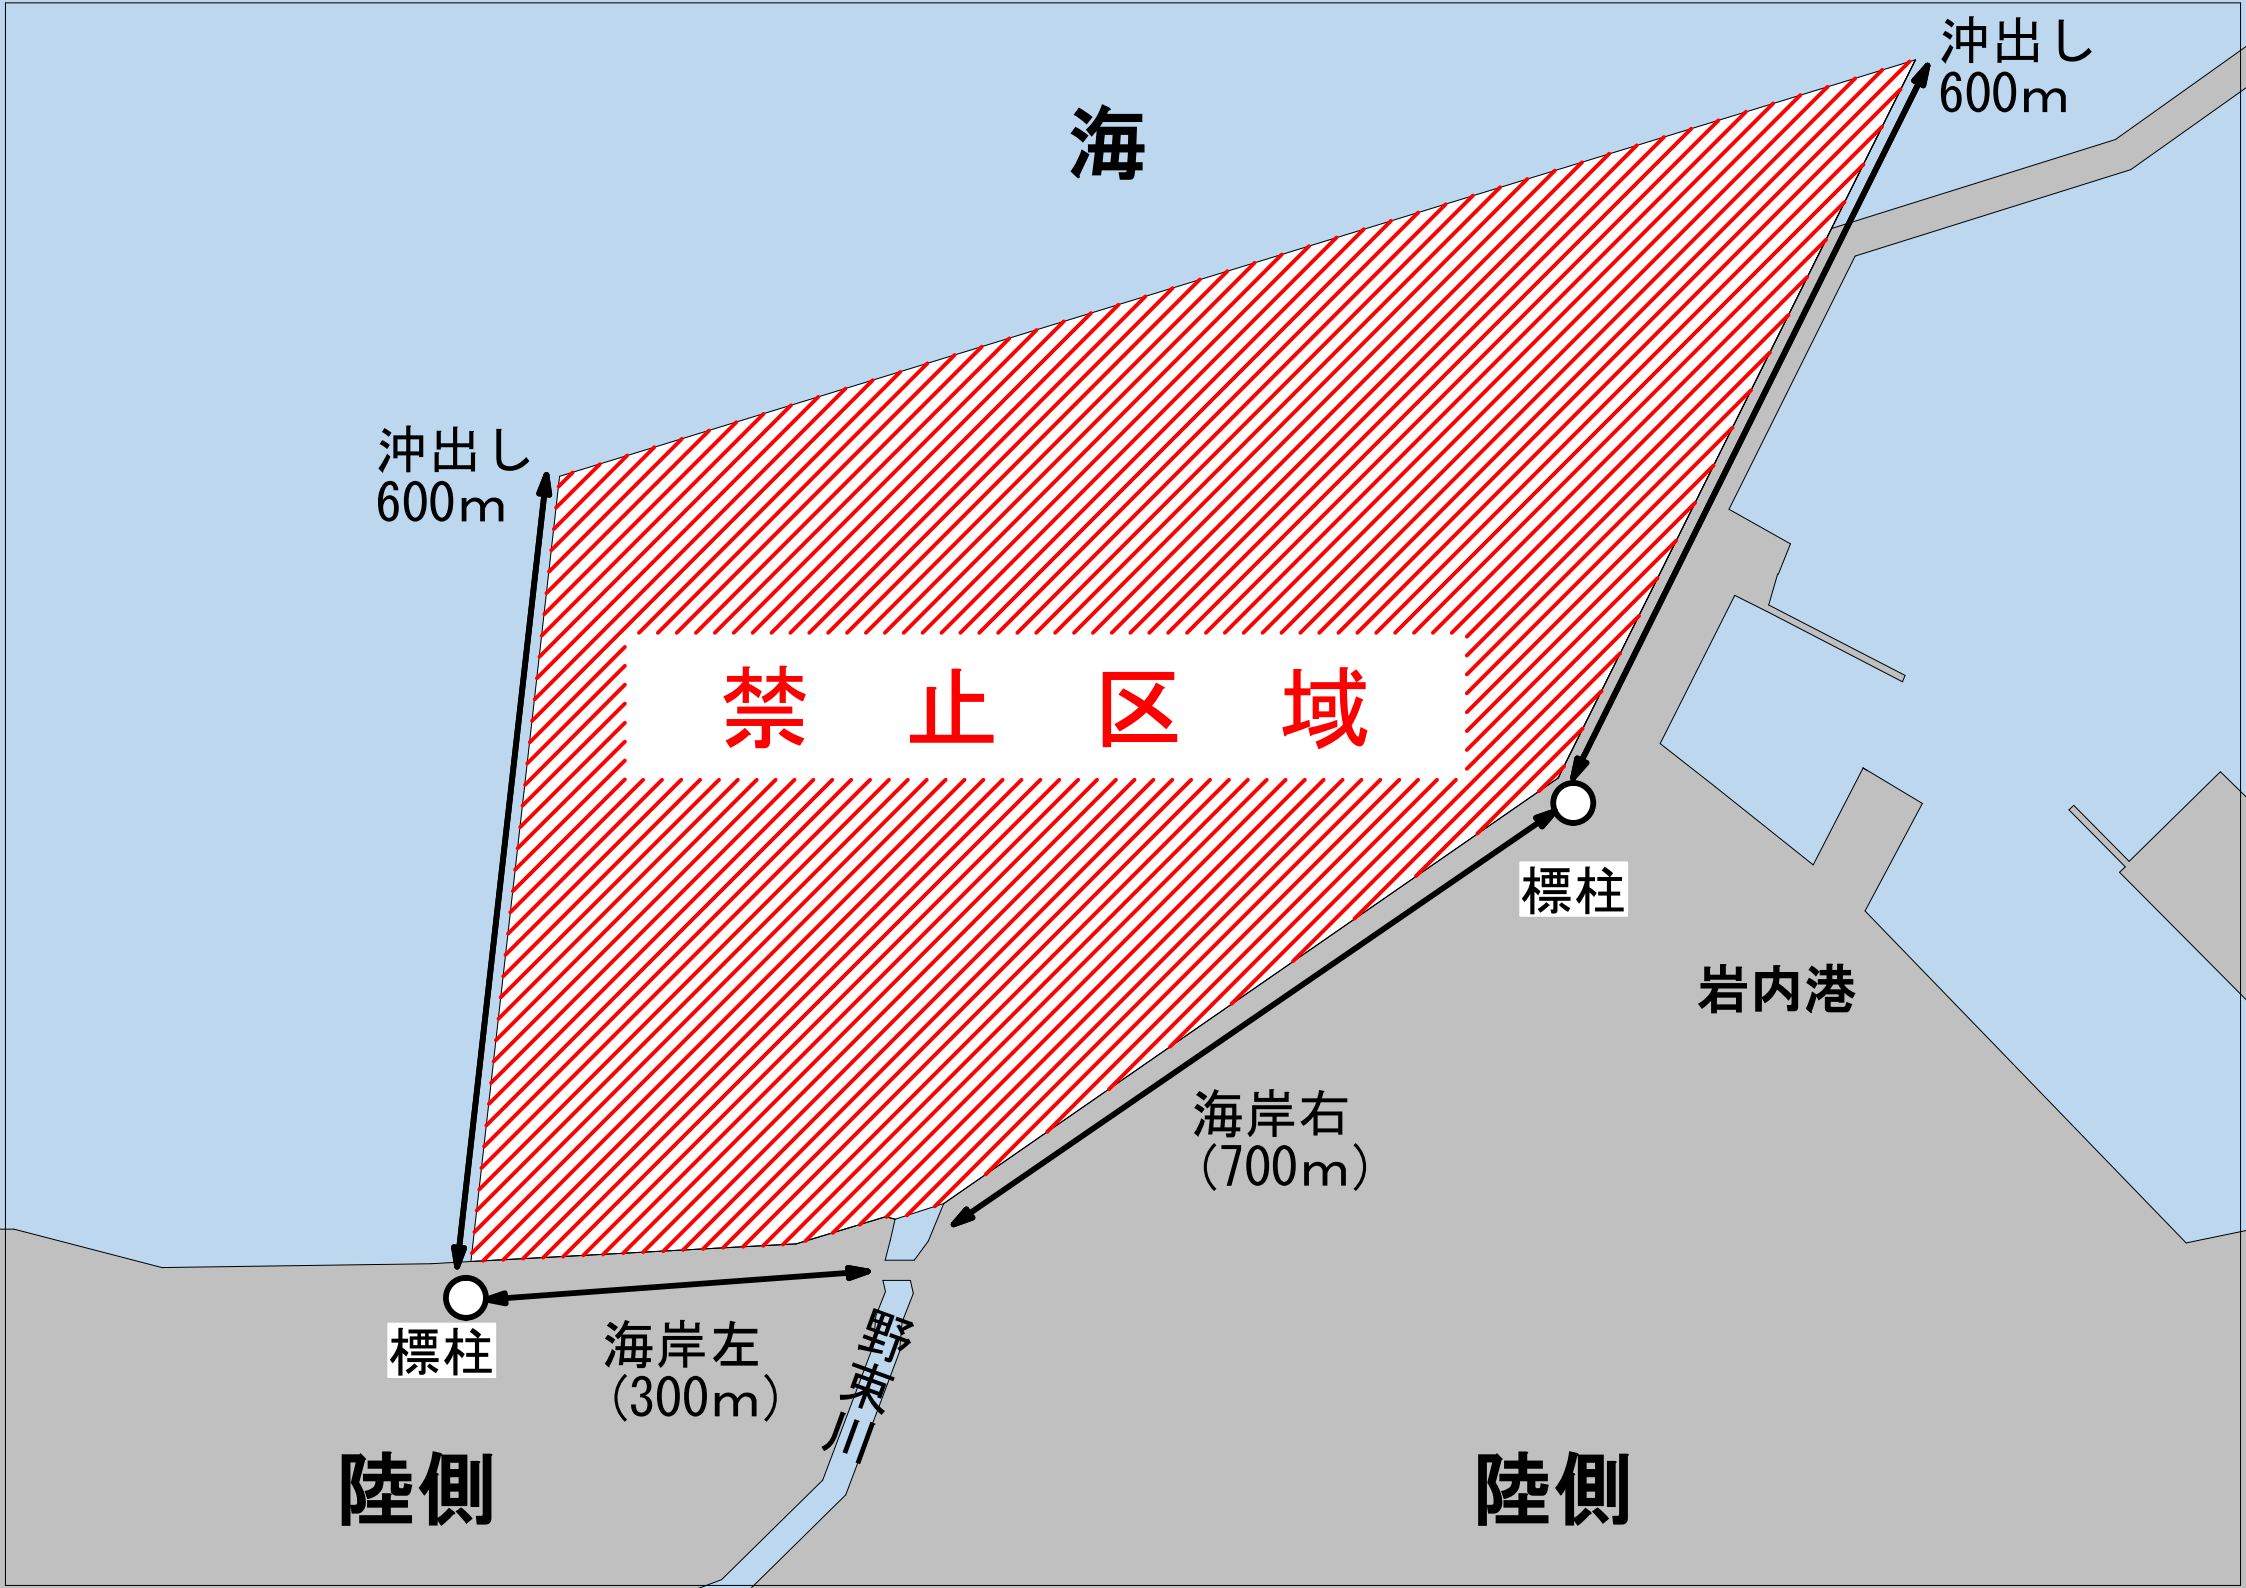 沖出し
600m
海
沖出し
600m
禁止区域
標柱
岩内港
海岸右
(700m)
標柱
海岸左
(300m)
野束川
陸側
陸側